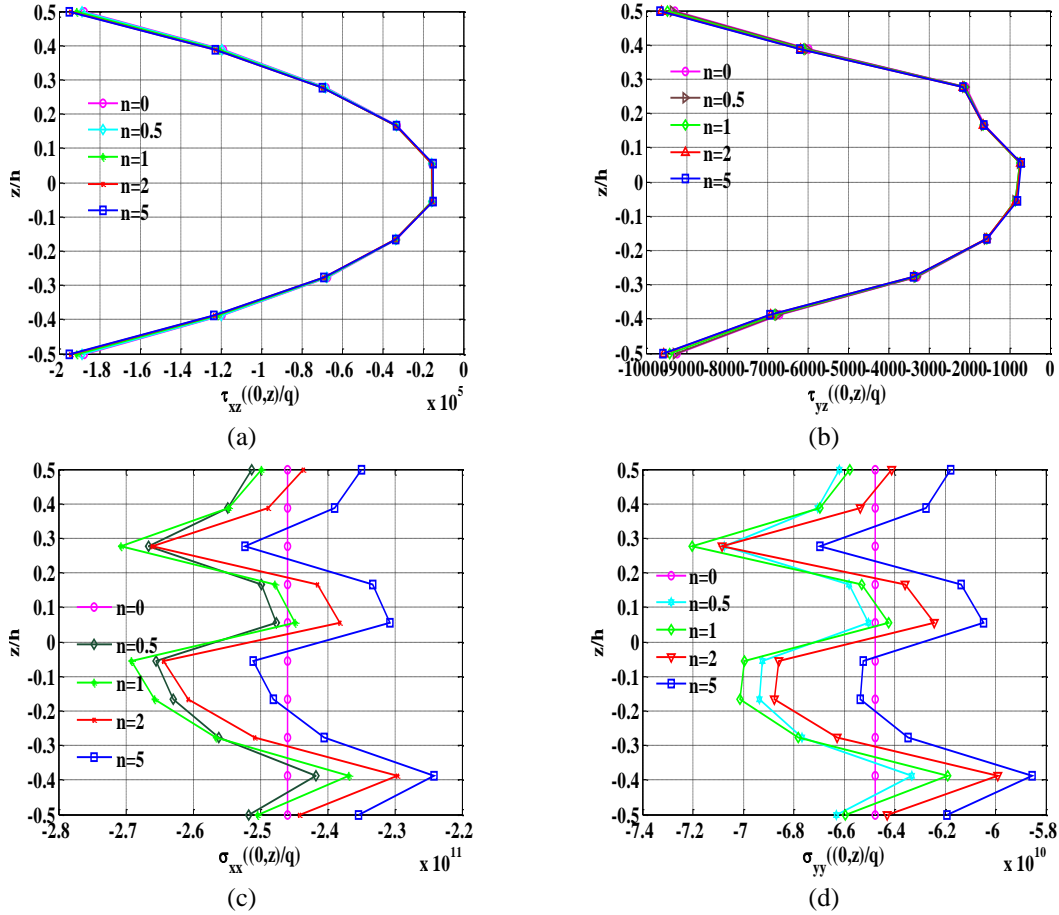 0.5
0.4
0.3
0.2
0.1
0
-0.1
-0.2
-0.3
-0.4
-0.5
z/h
n=0
n=0.5
n=1
n=2
n=5
-2 -1.8 -1.6 -1.4 -1.2 -1 -0.8 -0.6 -0.4 -0.2 0
τxz((0,z)/q)
x 10^5
(a)
0.5
0.4
0.3
0.2
0.1
0
-0.1
-0.2
-0.3
-0.4
-0.5
z/h
n=0
n=0.5
n=1
n=2
n=5
-10000 -9000 -8000 -7000 -6000 -5000 -4000 -3000 -2000 -1000 0
τyz((0,z)/q)
(b)
0.5
0.4
0.3
0.2
0.1
0
-0.1
-0.2
-0.3
-0.4
-0.5
z/h
n=0
n=0.5
n=1
n=2
n=5
-2.8 -2.7 -2.6 -2.5 -2.4 -2.3
σxx((0,z)/q)
x 10^11
(c)
0.5
0.4
0.3
0.2
0.1
0
-0.1
-0.2
-0.3
-0.4
-0.5
z/h
n=0
n=0.5
n=1
n=2
n=5
-7.4 -7. -6.6 -6.4 -6.2 -6 -5.8
σyy((0,z)/q)
x 10^10
(d)